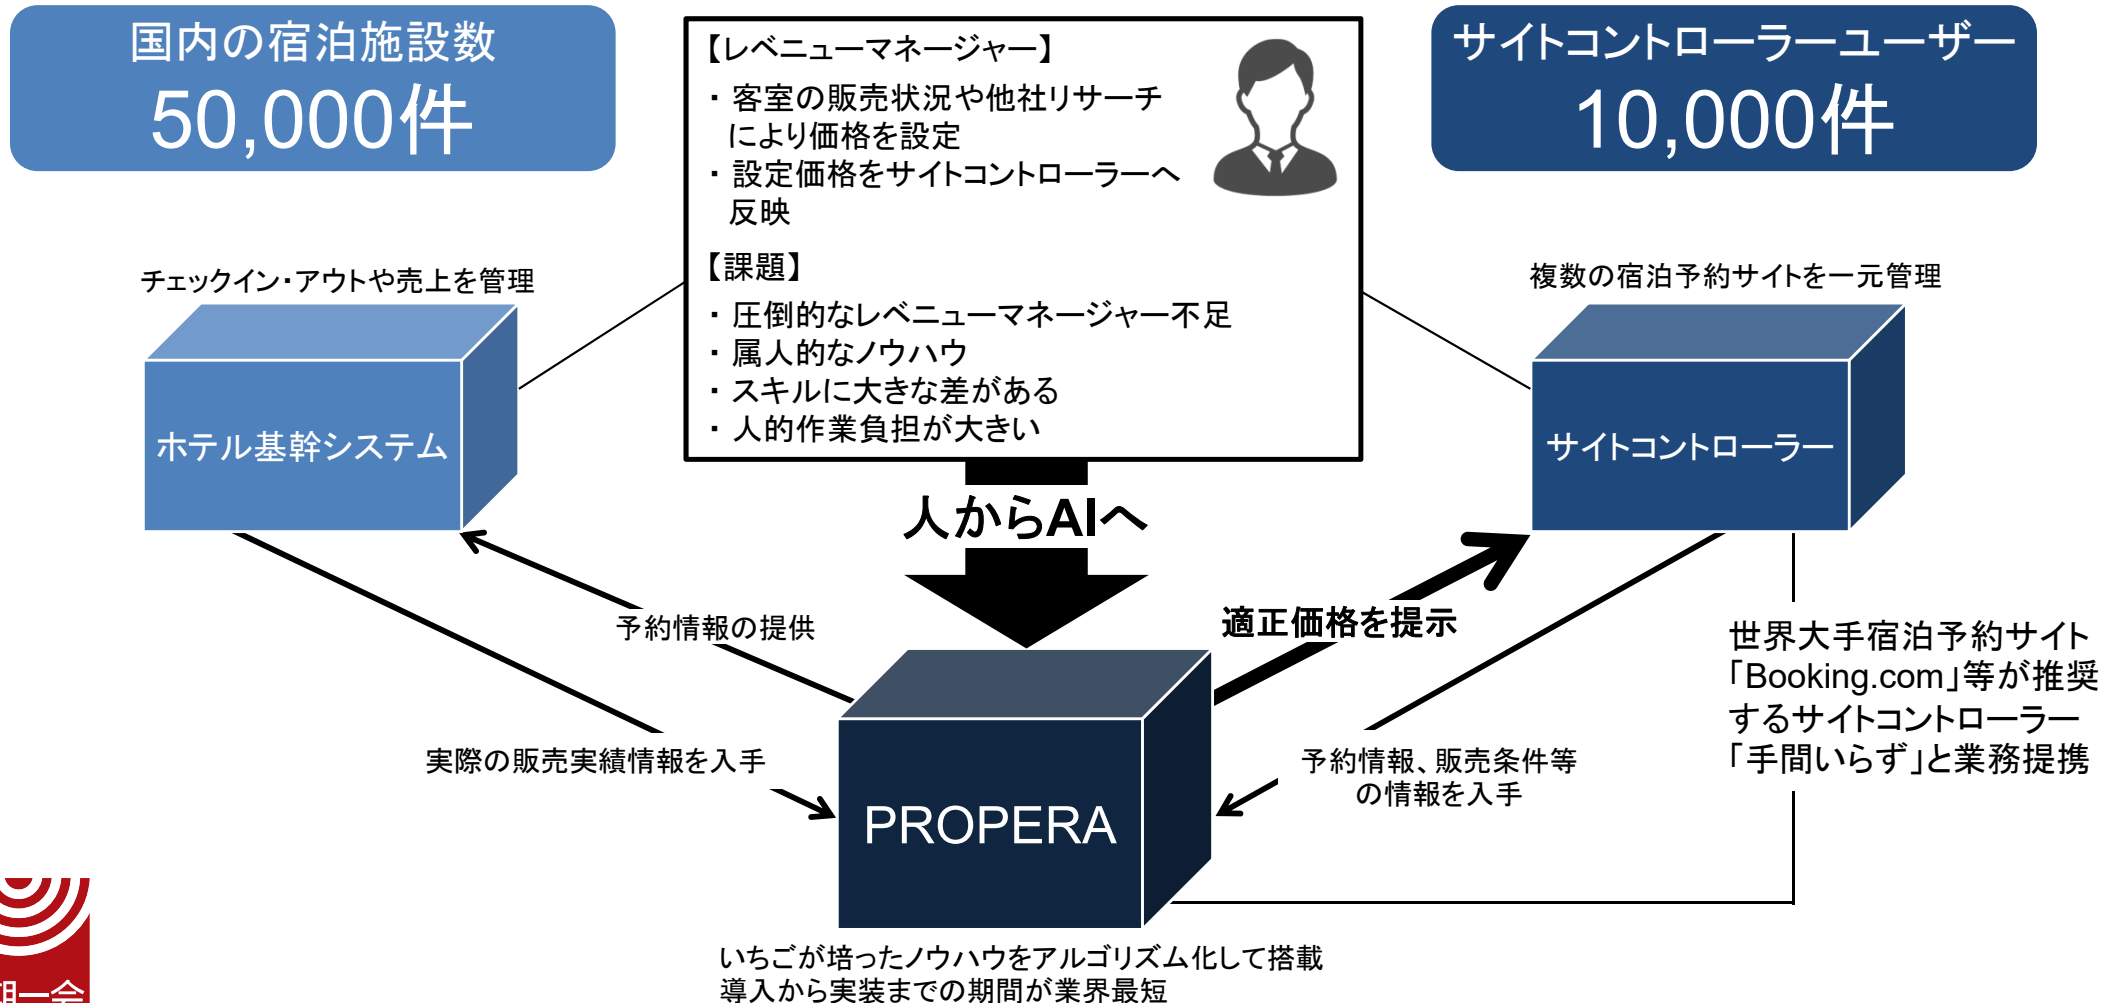 国内の宿泊施設数
50,000件
【レベニューマネージャー】
・ 客室の販売状況や他社リサーチ
により価格を設定
・ 設定価格をサイトコントローラーへ
反映
【課題】
・ 圧倒的なレベニューマネージャー不足
・ 属人的なノウハウ
・ スキルに大きな差がある
・ 人的作業負担が大きい
サイトコントローラーユーザー
10,000件
チェックイン・アウトや売上を管理
ホテル基幹システム
複数の宿泊予約サイトを一元管理
サイトコントローラー
人からAIへ
予約情報の提供
適正価格を提示
実際の販売実績情報を入手
予約情報、販売条件等
の情報を入手
世界大手宿泊予約サイト
「Booking.com」等が推奨
するサイトコントローラー
「手間いらず」と業務提携
PROPERA
いちごが培ったノウハウをアルゴリズム化して搭載
導入から実装までの期間が業界最短
期一会